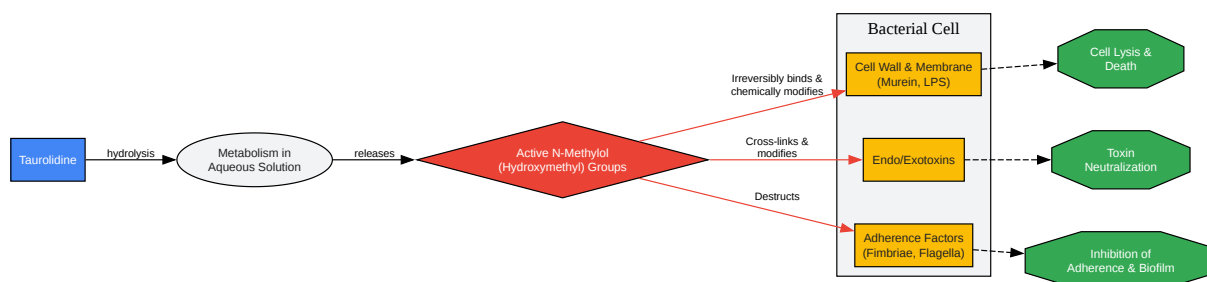 Taurolidine
hydrolysis
Metabolism in
Aqueous Solution
releases
Active N-Methylol
(Hydroxymethyl) Groups
Irreversibly binds &
chemically modifies
Cross-links &
modifies
Destructs
Bacterial Cell
Cell Wall & Membrane
(Murein, LPS)
Endo/Exotoxins
Adherence Factors
(Fimbriae, Flagella)
Cell Lysis &
Death
Toxin
Neutralization
Inhibition of
Adherence & Biofilm